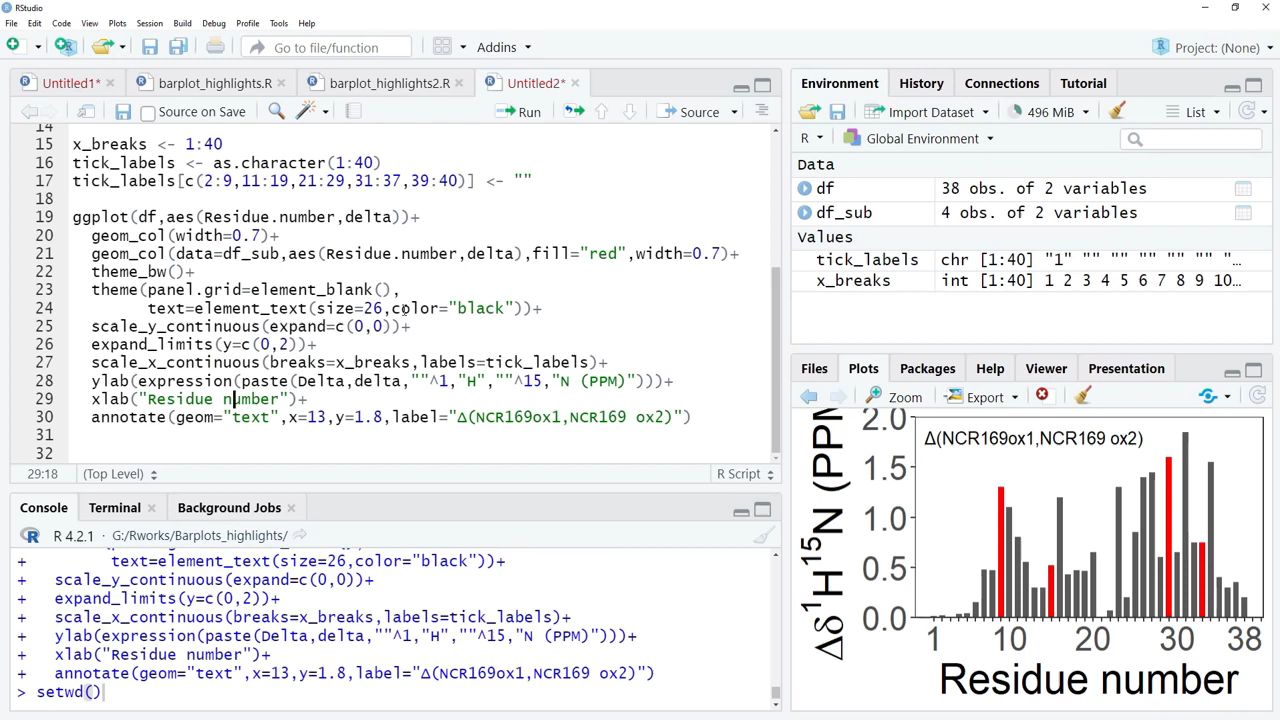 RStudio
File Edit Code View Plots Session Build Debug Profile Tools Help
Go to file/function
Addins
Project: (None)
Untitled1*
barplot_highlights.R
barplot_highlights2.R
Untitled2*
Source on Save
Run
Source
14
15 x_breaks <- 1:40
16 tick_labels <- as.character(1:40)
17 tick_labels[c(2:9,11:19,21:29,31:37,39:40)] <- ""
18
19 ggplot(df,aes(Residue.number,delta))+
20 geom_col(width=0.7)+
21 geom_col(data=df_sub,aes(Residue.number,delta),fill="red",width=0.7)+
22 theme_bw()+
23 theme(panel.grid=element_blank(),
24 text=element_text(size=26,color="black"))+
25 scale_y_continuous(expand=c(0,0))+
26 expand_limits(y=c(0,2))+
27 scale_x_continuous(breaks=x_breaks,labels=tick_labels)+
28 ylab(expression(paste(Delta,delta,""^1,"H",""^15,"N (PPM)")))+
29 xlab("Residue number")+
30 annotate(geom="text",x=13,y=1.8,label="Δ(NCR169ox1,NCR169 ox2)")
31
32
29:18 (Top Level) R Script
Console Terminal Background Jobs
R 4.2.1 · G:/Rworks/Barplots_highlights/
+ text=element_text(size=26,color="black"))+
+ scale_y_continuous(expand=c(0,0))+
+ expand_limits(y=c(0,2))+
+ scale_x_continuous(breaks=x_breaks,labels=tick_labels)+
+ ylab(expression(paste(Delta,delta,""^1,"H",""^15,"N (PPM)")))+
+ xlab("Residue number")+
+ annotate(geom="text",x=13,y=1.8,label="Δ(NCR169ox1,NCR169 ox2)")
> setwd()
Environment History Connections Tutorial
Import Dataset 496 MiB List
R Global Environment
Data
df 38 obs. of 2 variables
df_sub 4 obs. of 2 variables
Values
tick_labels chr [1:40] "1" "" "" "" "" "" "…
x_breaks int [1:40] 1 2 3 4 5 6 7 8 9 10…
Files Plots Packages Help Viewer Presentation
Zoom Export
Δδ¹H¹⁵N (PPM
2.0
1.5
1.0
0.5
0.0
Δ(NCR169ox1,NCR169 ox2)
1 10 20 30 38
Residue number